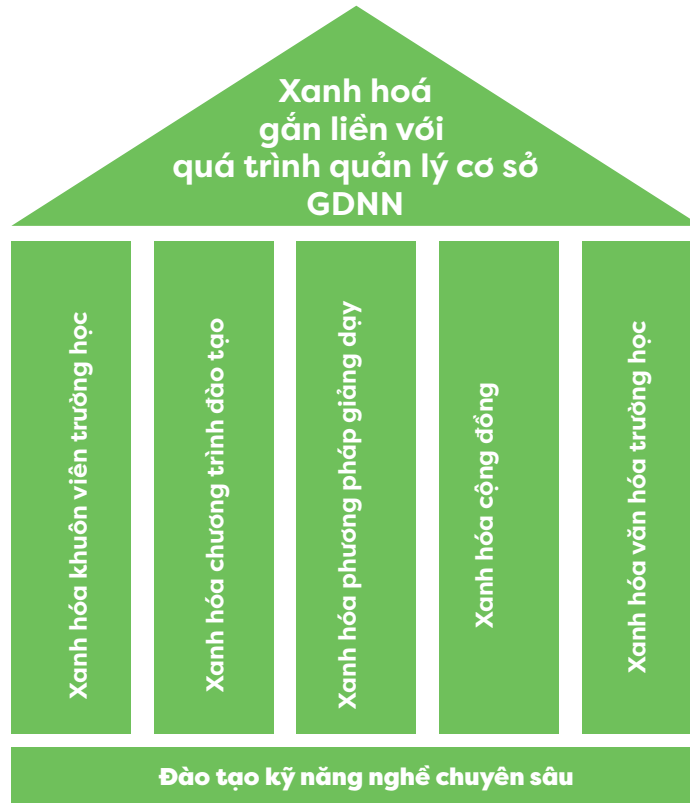 Xanh hoá
gắn liền với
quá trình quản lý cơ sở
GDNN
Xanh hóa khuôn viên trường học
Xanh hóa chương trình đào tạo
Xanh hóa phương pháp giảng dạy
Xanh hóa cộng đồng
Xanh hóa văn hóa trường học
Đào tạo kỹ năng nghề chuyên sâu